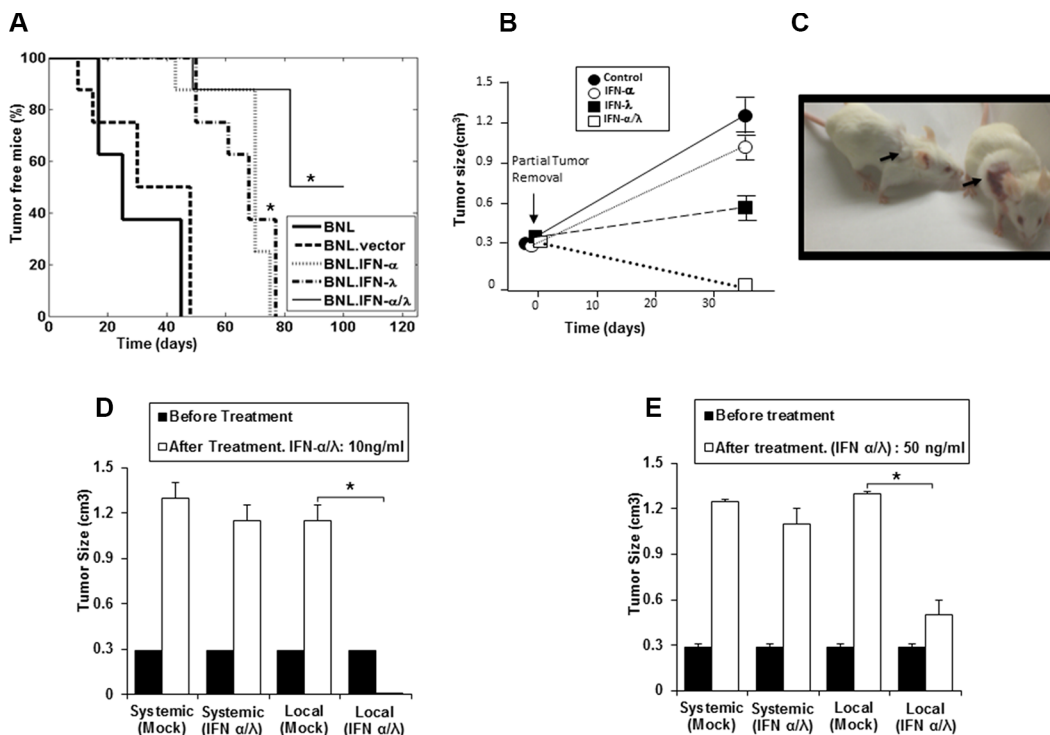 A
100
80
60
40
20
0
Tumor free mice (%)
*
*
BNL
BNL.vector
BNL.IFN-α
BNL.IFN-λ
BNL.IFN-α/λ
0 20 40 60 80 100 120
Time (days)
B
Control
IFN-α
IFN-λ
IFN-α/λ
1.5
1.2
0.9
0.6
0.3
0
Tumor size(cm3)
Partial Tumor
Removal
0 10 20 30
Time (days)
C
D
Before Treatment
After Treatment. IFN-α/λ: 10ng/ml
1.5
1.2
0.9
0.6
0.3
0
Tumor Size (cm3)
*
Systemic Systemic Local Local
(Mock) (IFN α/λ) (Mock) (IFN α/λ)
E
Before treatment
After treatment. (IFN α/λ) : 50 ng/ml
1.5
1.2
0.9
0.6
0.3
0
Tumor Size (cm3)
*
Systemic Systemic Local Local
(Mock) (IFN α/λ) (Mock) (IFN α/λ)